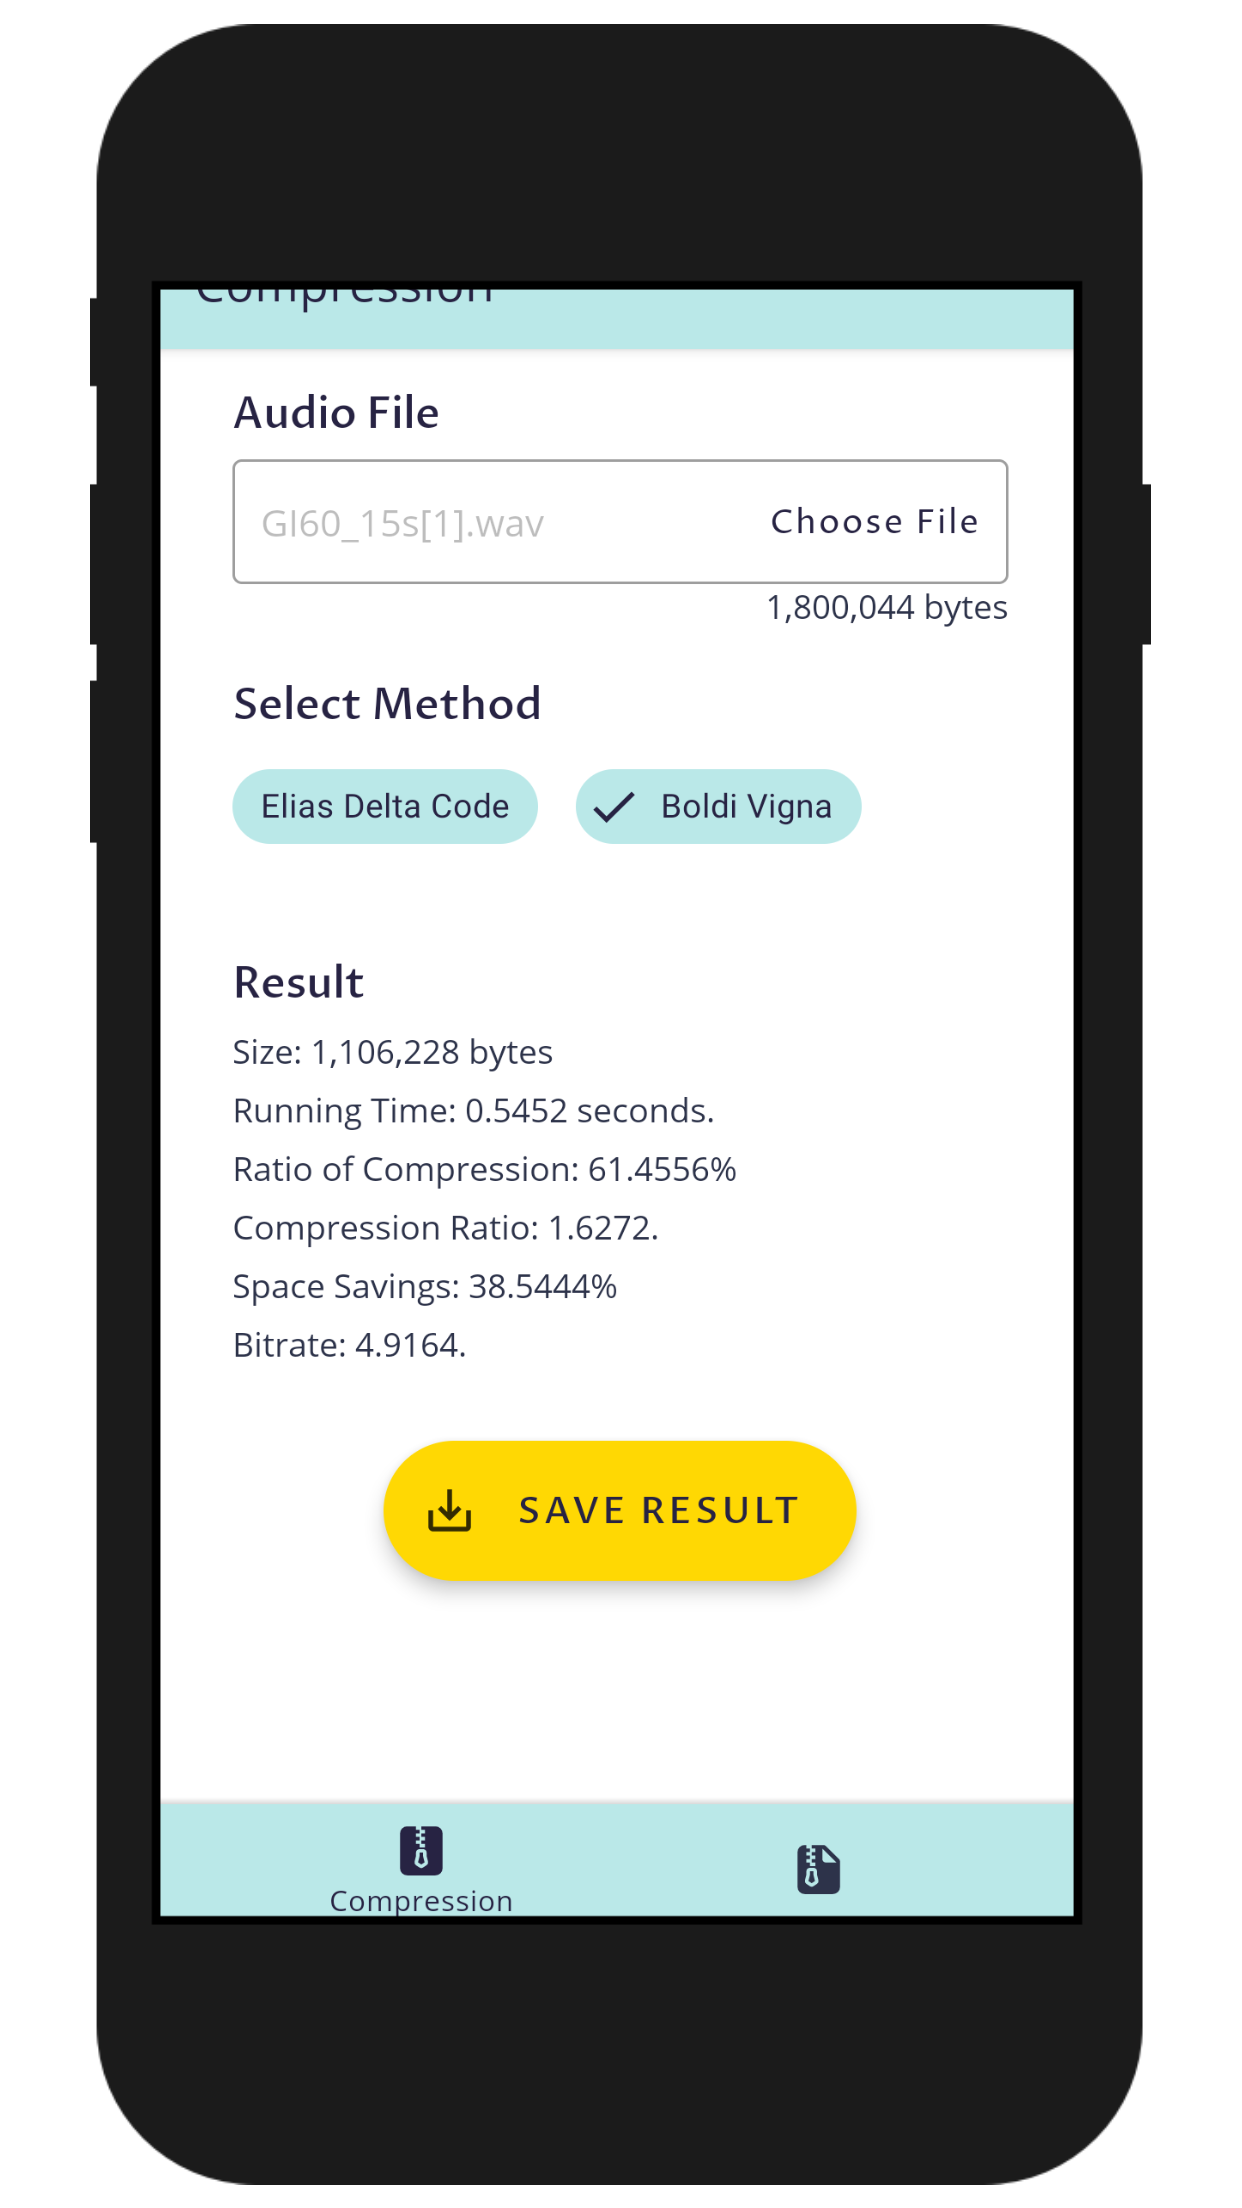 Compression
Audio File
GI60_15s[1].wav
Choose File
1,800,044 bytes
Select Method
Elias Delta Code
Boldi Vigna
Result
Size: 1,106,228 bytes
Running Time: 0.5452 seconds.
Ratio of Compression: 61.4556%
Compression Ratio: 1.6272.
Space Savings: 38.5444%
Bitrate: 4.9164.
SAVE RESULT
Compression